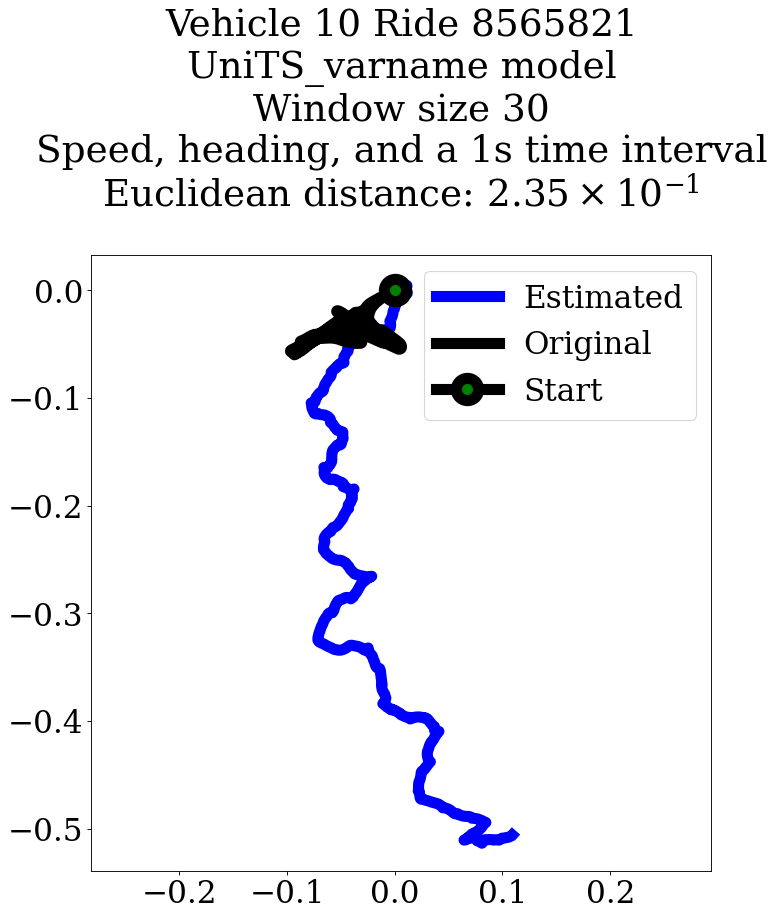 Vehicle 10 Ride 8565821
UniTS_varname model
Window size 30
Speed, heading, and a 1s time interval
Euclidean distance: 2.35 × 10⁻¹
Estimated
Original
Start
0.0
−0.1
−0.2
−0.3
−0.4
−0.5
−0.2 −0.1 0.0 0.1 0.2